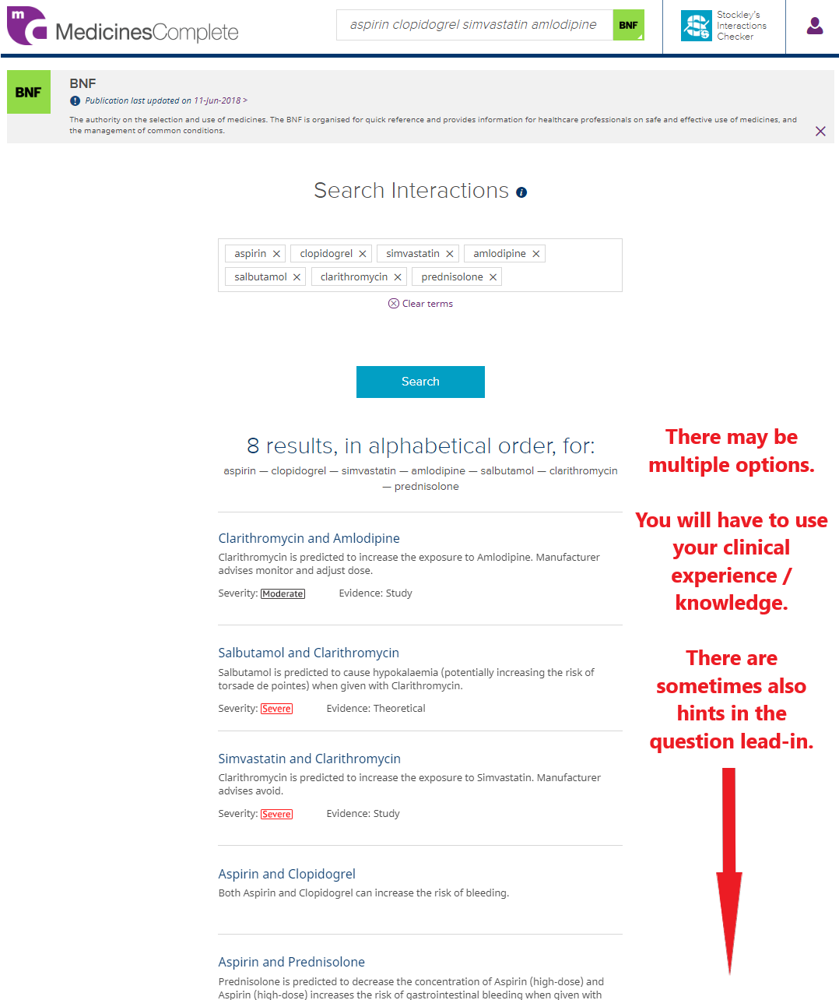 mc MedicinesComplete
aspirin clopidogrel simvastatin amlodipine
BNF
Stockley's
Interactions
Checker
BNF
BNF
! Publication last updated on 11-Jun-2018 >
The authority on the selection and use of medicines. The BNF is organised for quick reference and provides information for healthcare professionals on safe and effective use of medicines, and
the management of common conditions.
Search Interactions i
aspirin × clopidogrel × simvastatin × amlodipine ×
salbutamol × clarithromycin × prednisolone ×
Clear terms
Search
8 results, in alphabetical order, for:
aspirin — clopidogrel — simvastatin — amlodipine — salbutamol — clarithromycin
— prednisolone
Clarithromycin and Amlodipine
Clarithromycin is predicted to increase the exposure to Amlodipine. Manufacturer
advises monitor and adjust dose.
Severity: Moderate Evidence: Study
Salbutamol and Clarithromycin
Salbutamol is predicted to cause hypokalaemia (potentially increasing the risk of
torsade de pointes) when given with Clarithromycin.
Severity: Severe Evidence: Theoretical
Simvastatin and Clarithromycin
Clarithromycin is predicted to increase the exposure to Simvastatin. Manufacturer
advises avoid.
Severity: Severe Evidence: Study
Aspirin and Clopidogrel
Both Aspirin and Clopidogrel can increase the risk of bleeding.
Aspirin and Prednisolone
Prednisolone is predicted to decrease the concentration of Aspirin (high-dose) and
Aspirin (high-dose) increases the risk of gastrointestinal bleeding when given with
There may be
multiple options.
You will have to use
your clinical
experience /
knowledge.
There are
sometimes also
hints in the
question lead-in.